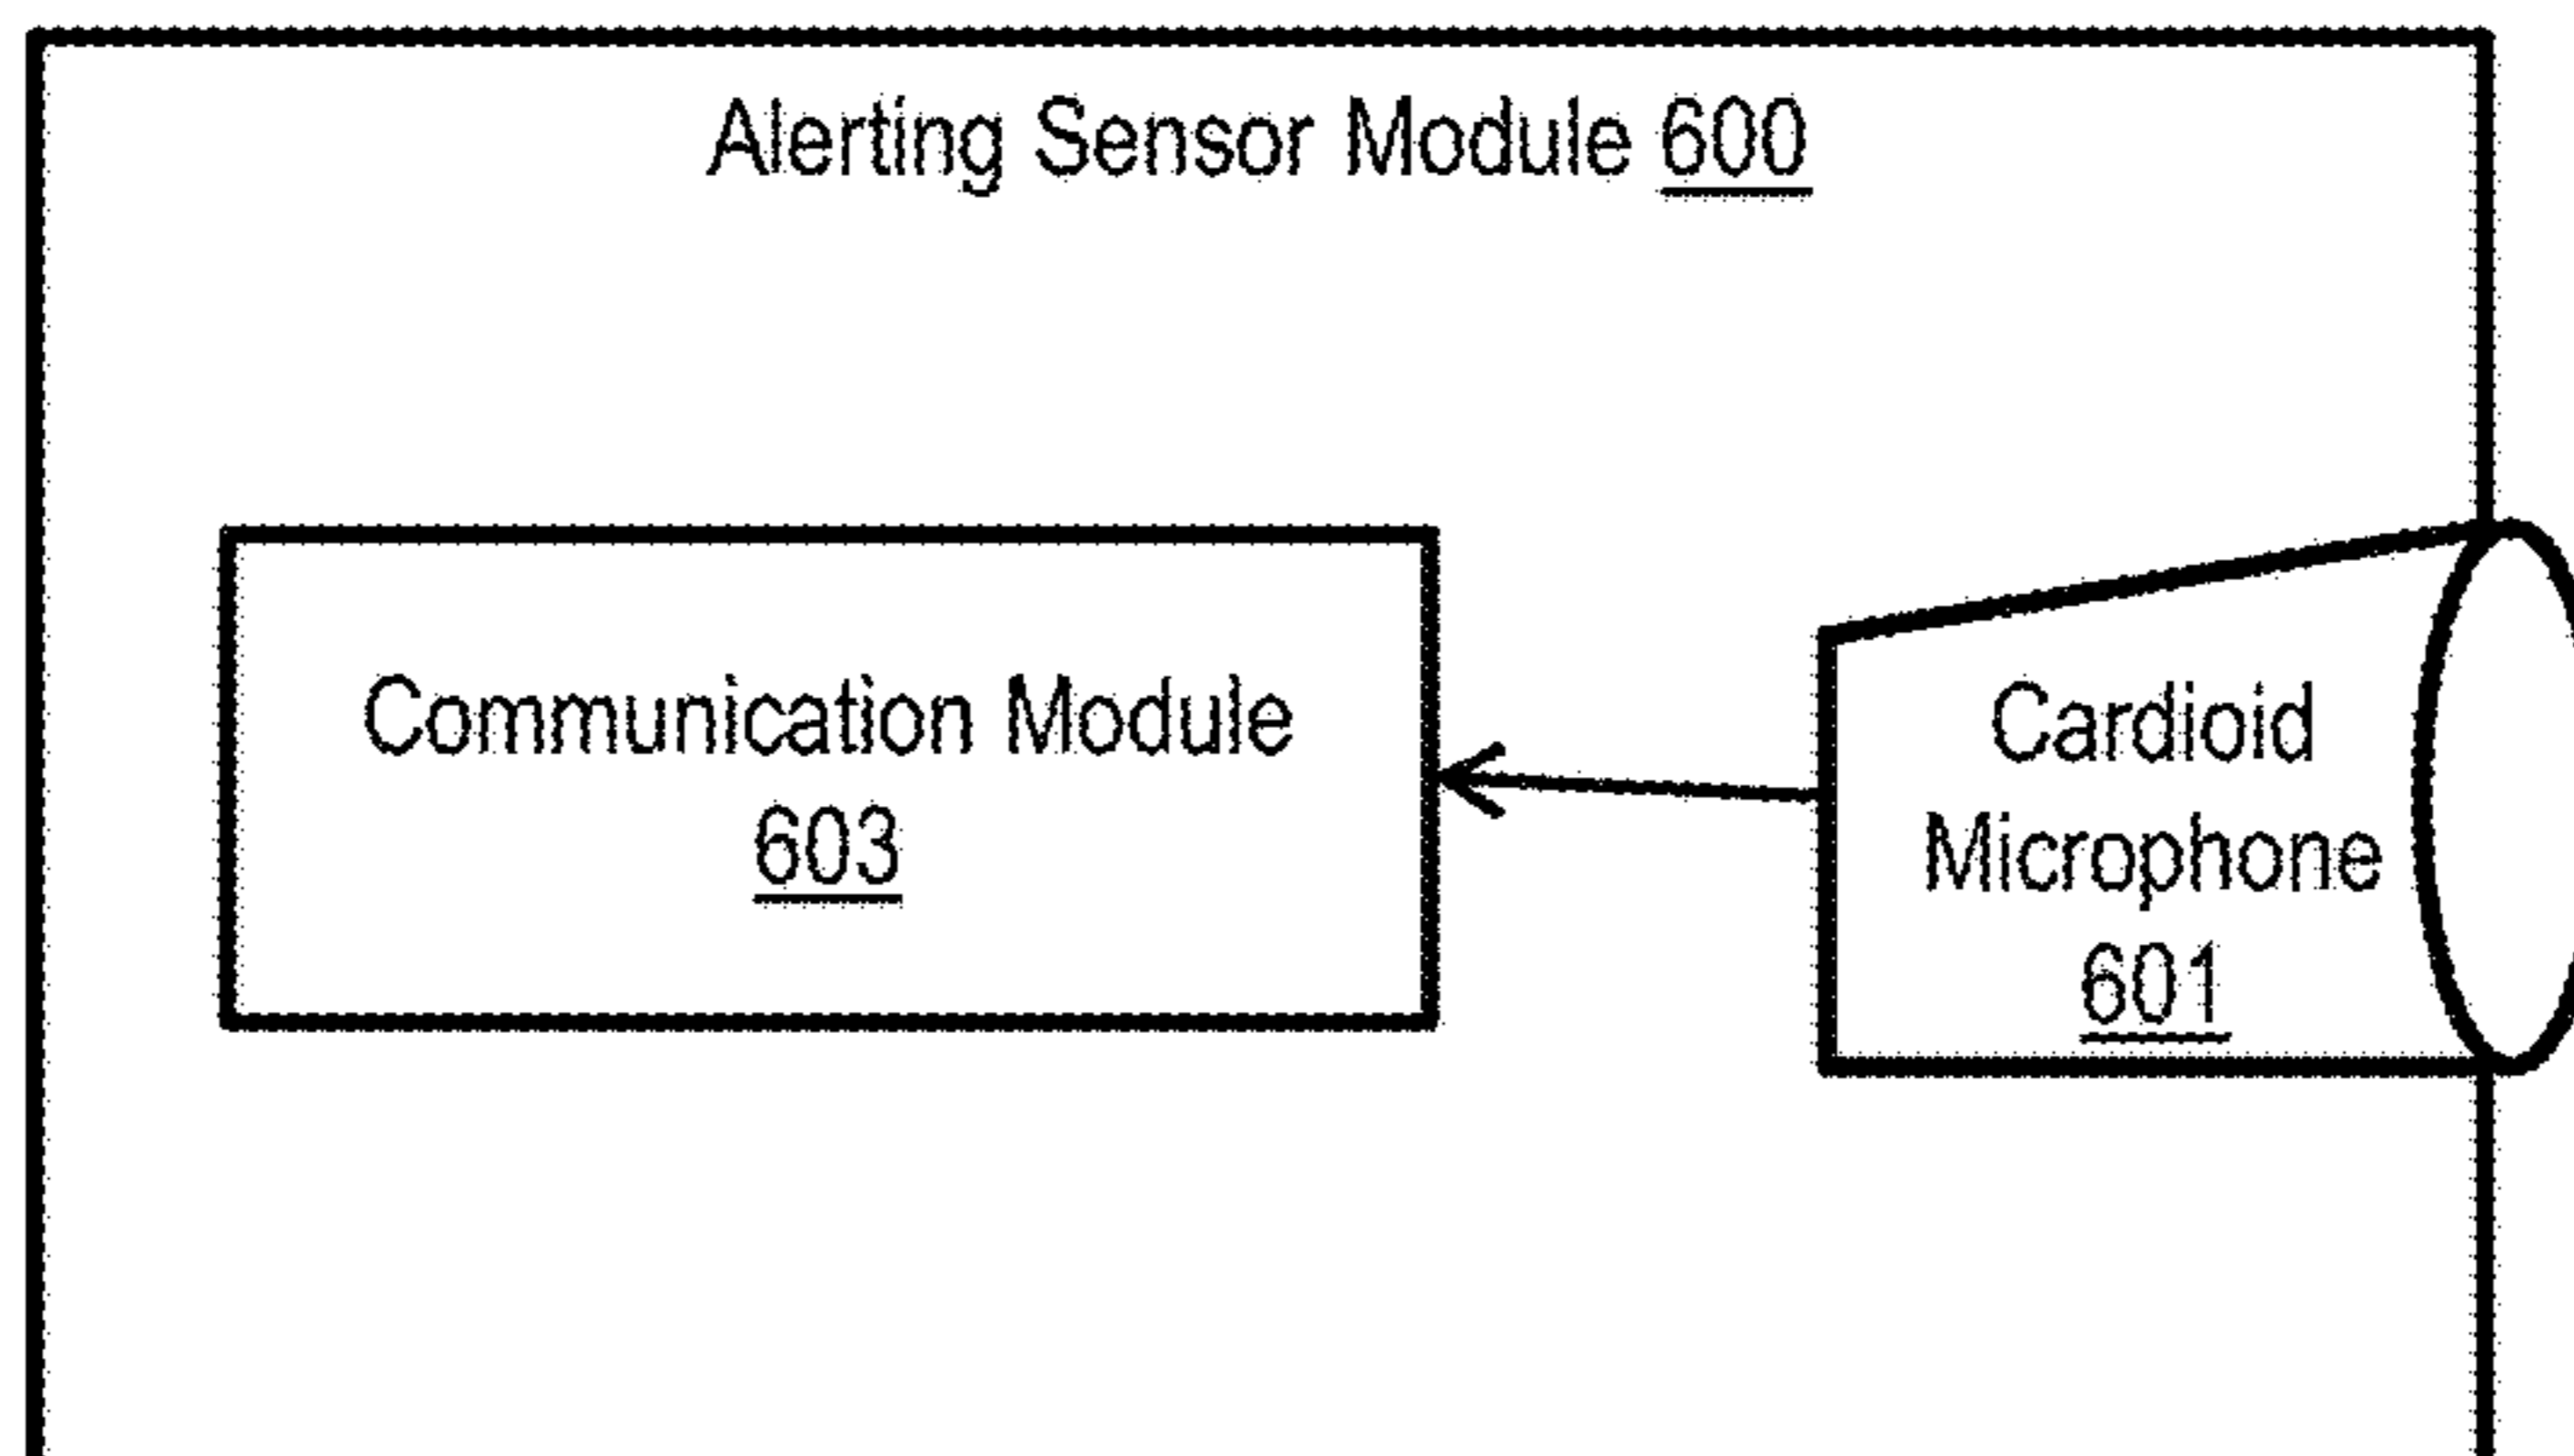 Alerting Sensor Module 600
Communication Module
603
Cardioid
Microphone
601